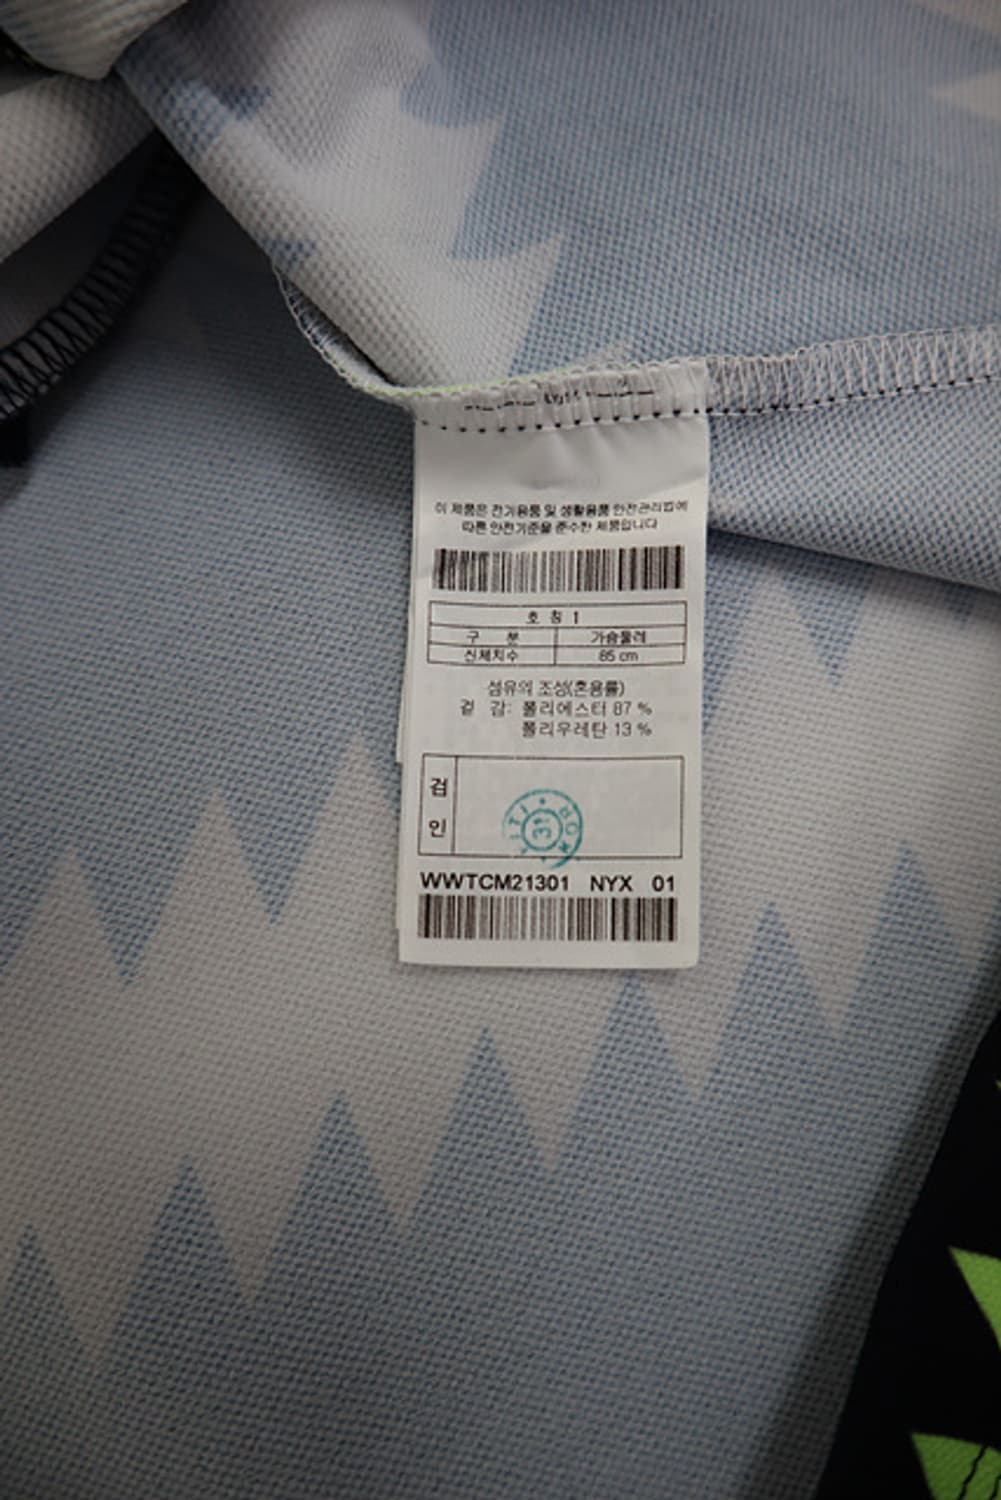 이 제품은 전기용품 및 생활용품 안전관리법에
따른 안전기준을 준수한 제품입니다
호 칭 1
구 분 가슴둘레
신체치수 85 cm
섬유의 조성(혼용률)
겉 감: 폴리에스터 87 %
폴리우레탄 13 %
검
31
인
WWTCM21301 NYX 01